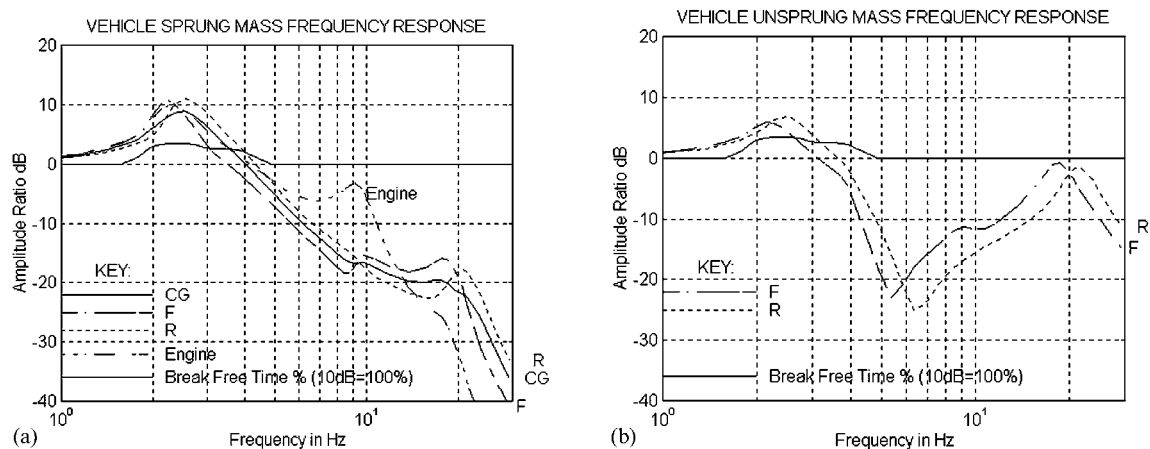 VEHICLE SPRUNG MASS FREQUENCY RESPONSE
20
10
0
-10
-20
-30
-40
Amplitude Ratio dB
Engine
KEY:
CG
F
R
Engine
Break Free Time % (10dB=100%)
R
CG
F
10^0
10^1
Frequency in Hz
(a)
VEHICLE UNSPRUNG MASS FREQUENCY RESPONSE
20
10
0
-10
-20
-30
-40
Amplitude Ratio dB
KEY:
F
R
Break Free Time % (10dB=100%)
R
F
10^0
10^1
Frequency in Hz
(b)